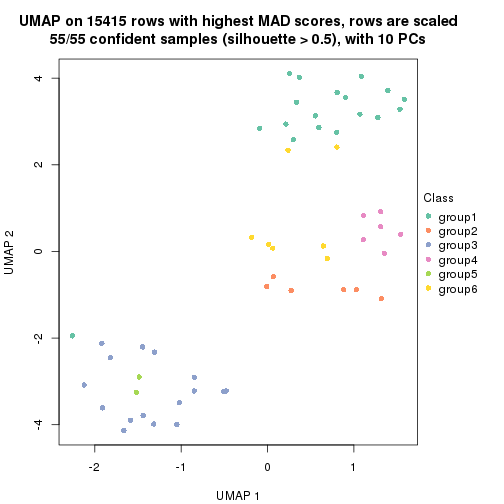 UMAP on 15415 rows with highest MAD scores, rows are scaled
55/55 confident samples (silhouette > 0.5), with 10 PCs
4
2
0
-2
-4
UMAP 2
-2
-1
0
1
UMAP 1
Class
group1
group2
group3
group4
group5
group6